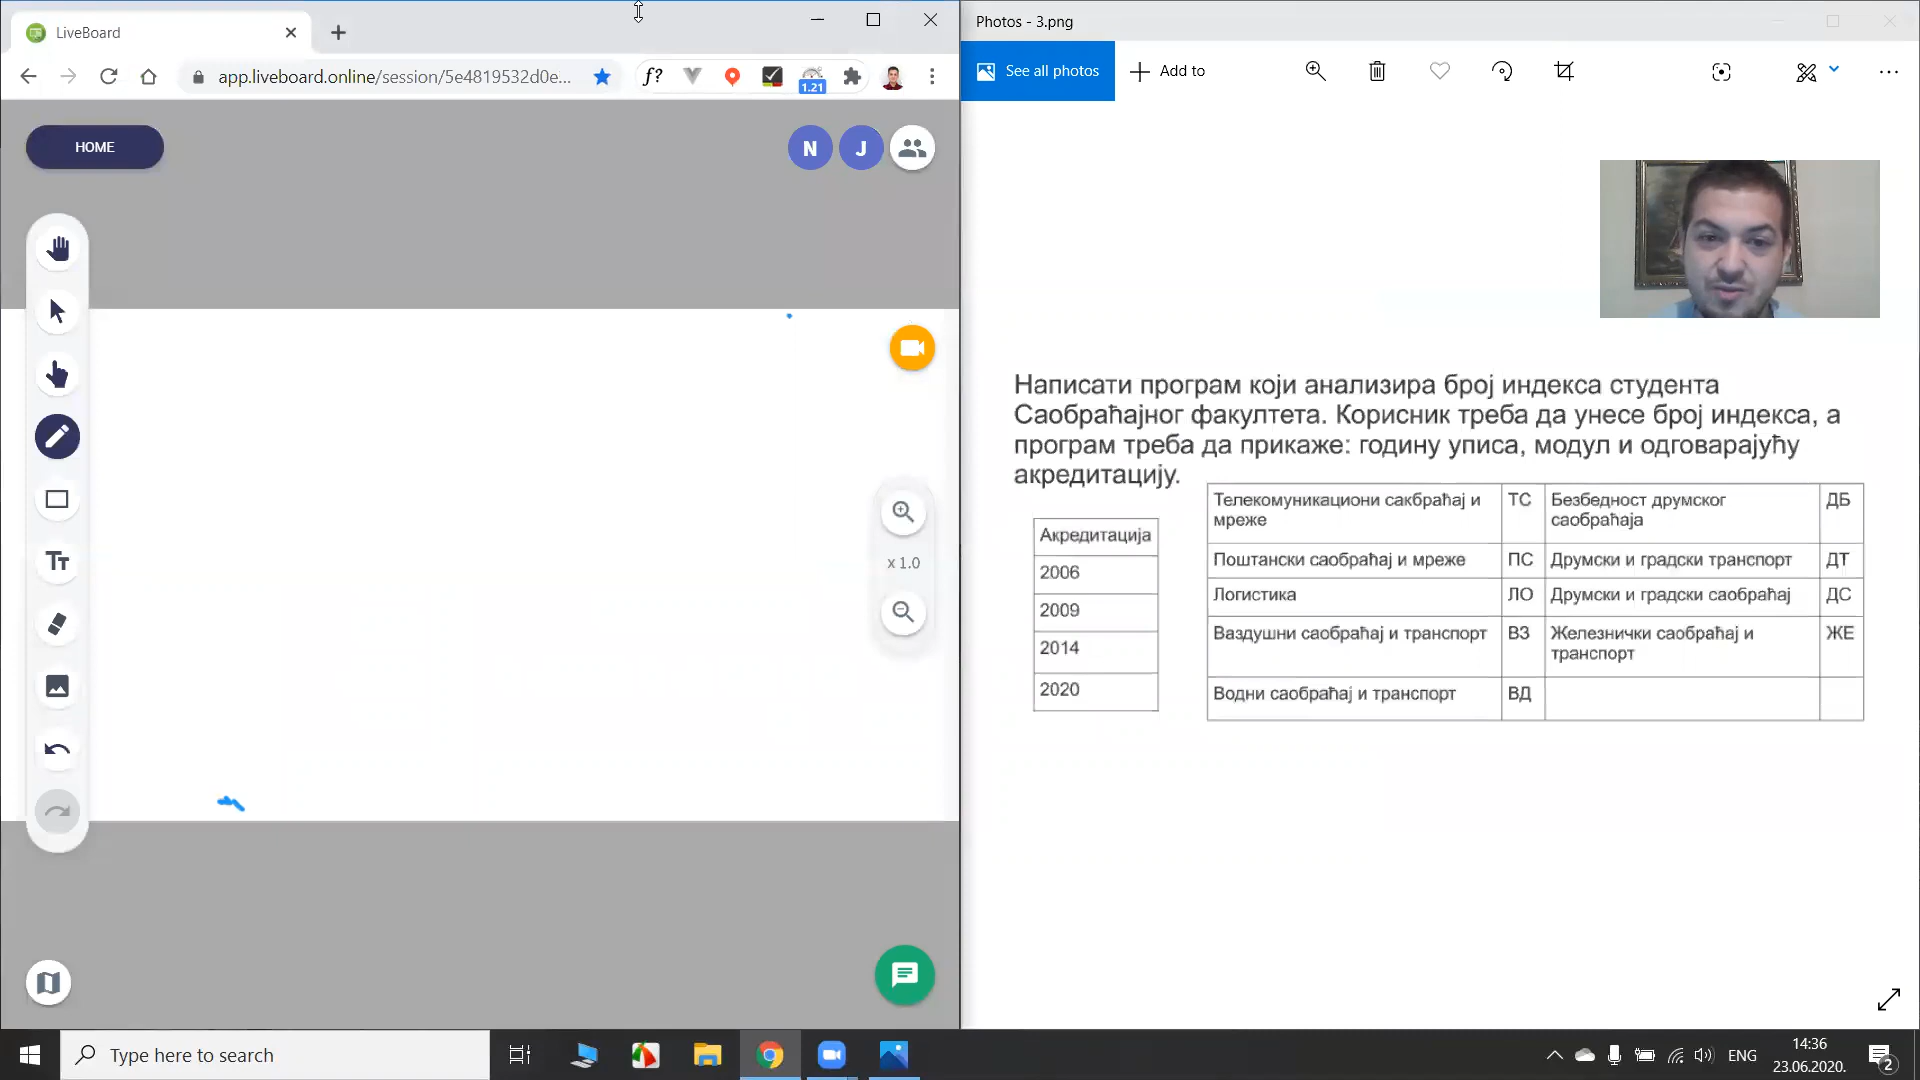 LiveBoard
app.liveboard.online/session/5e4819532d0e...
f?
1.21
HOME
N
J
Tт
x 1.0
Photos - 3.png
See all photos
Add to
Написати програм који анализира број индекса студента
Саобраћајног факултета. Корисник треба да унесе број индекса, а
програм треба да прикаже: годину уписа, модул и одговарајућу
акредитацију.
Акредитација
2006
2009
2014
2020
Телекомуникациони сакбраћај и
мреже
ТС
Безбедност друмског
саобраћаја
ДБ
Поштански саобраћај и мреже
ПС
Друмски и градски транспорт
ДТ
Логистика
ЛО
Друмски и градски саобраћај
ДС
Ваздушни саобраћај и транспорт
ВЗ
Железнички саобраћај и
транспорт
ЖЕ
Водни саобраћај и транспорт
ВД
Type here to search
ENG
14:36
23.06.2020.
2